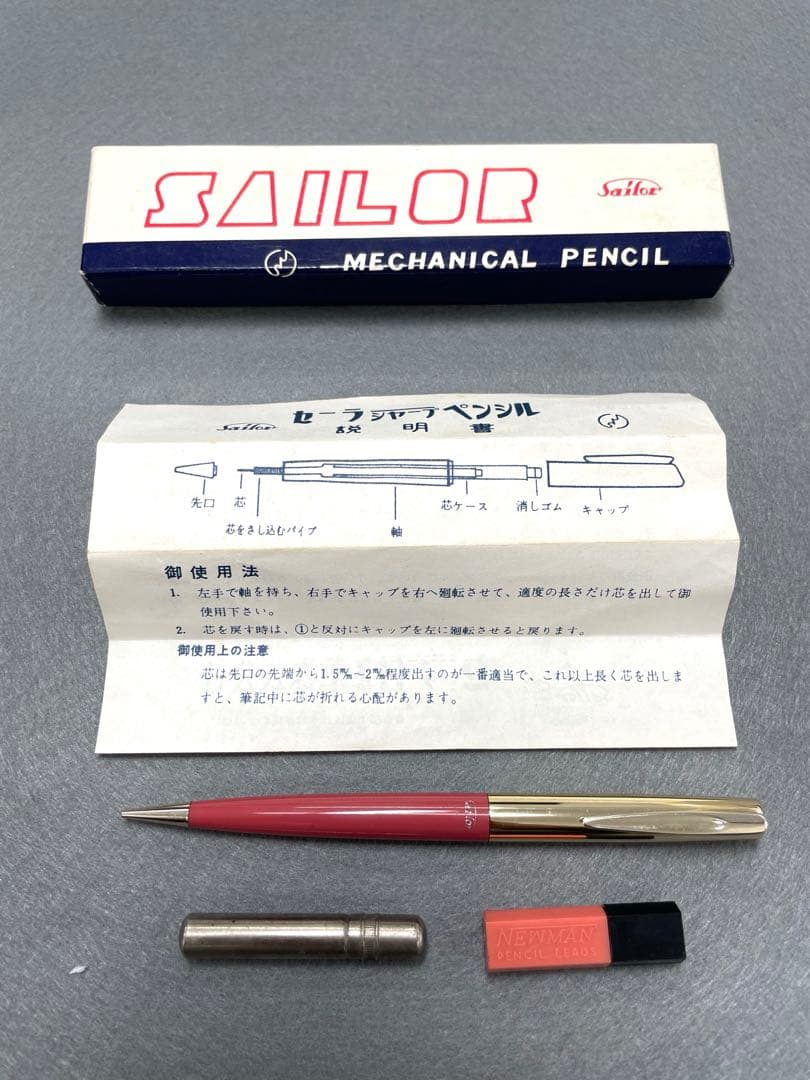 SAILOR
Sailor
MECHANICAL PENCIL
Sailor
セーラシャープペンシル
説明書
先口
芯
芯をさし込むパイプ
軸
芯ケース
消しゴム
キャップ
御使用法
1. 左手で軸を持ち、右手でキャップを右へ廻転させて、適度の長さだけ芯を出して御
使用下さい。
2. 芯を戻す時は、①と反対にキャップを左に廻転させると戻ります。
御使用上の注意
芯は先口の先端から1.5㎜~2㎜程度出すのが一番適当で、これ以上長く芯を出しま
すと、筆記中に芯が折れる心配があります。
Sailor
NEWMAN
PENCIL LEADS